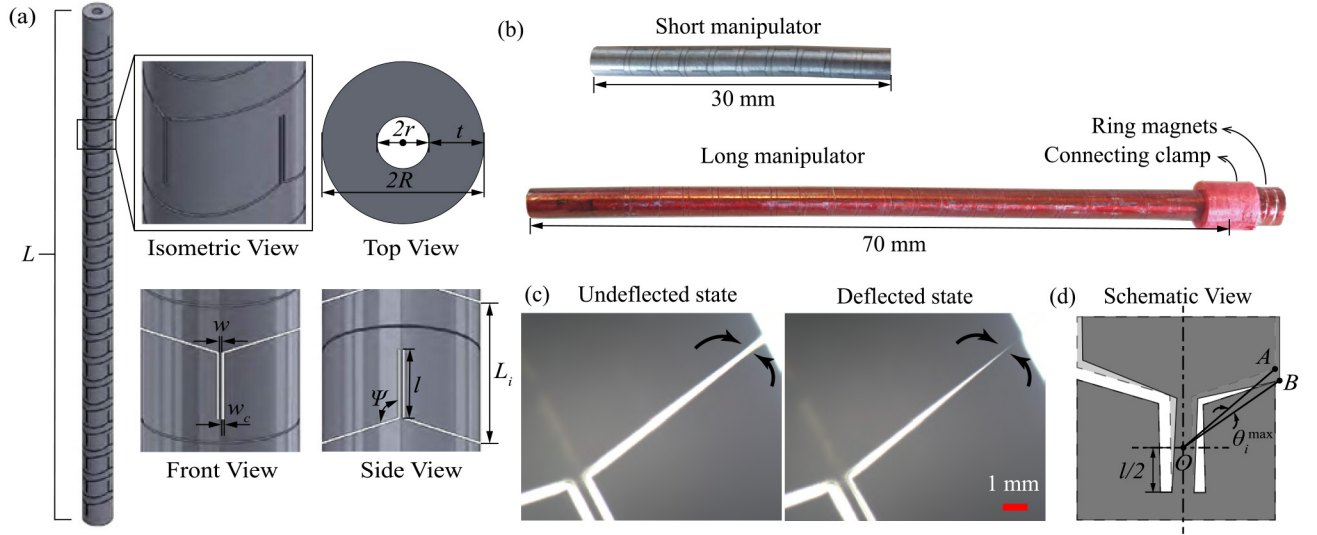 (a)
L
Isometric View
2r
t
2R
Top View
w
w_c
Front View
Ψ
l
L_i
Side View
(b)
Short manipulator
30 mm
Ring magnets
Connecting clamp
Long manipulator
70 mm
(c)
Undeflected state
Deflected state
1 mm
(d)
Schematic View
A
B
θ_i^max
O
l/2